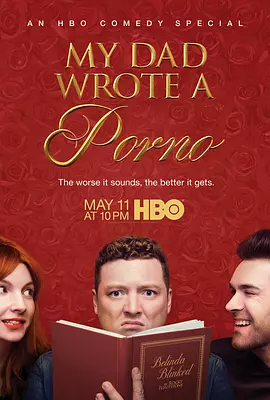 AN HBO COMEDY SPECIAL
MY DAD
WROTE A
Porno
The worse it sounds, the better it gets.
MAY 11
AT 10PM HBO
Belinda
Blinked